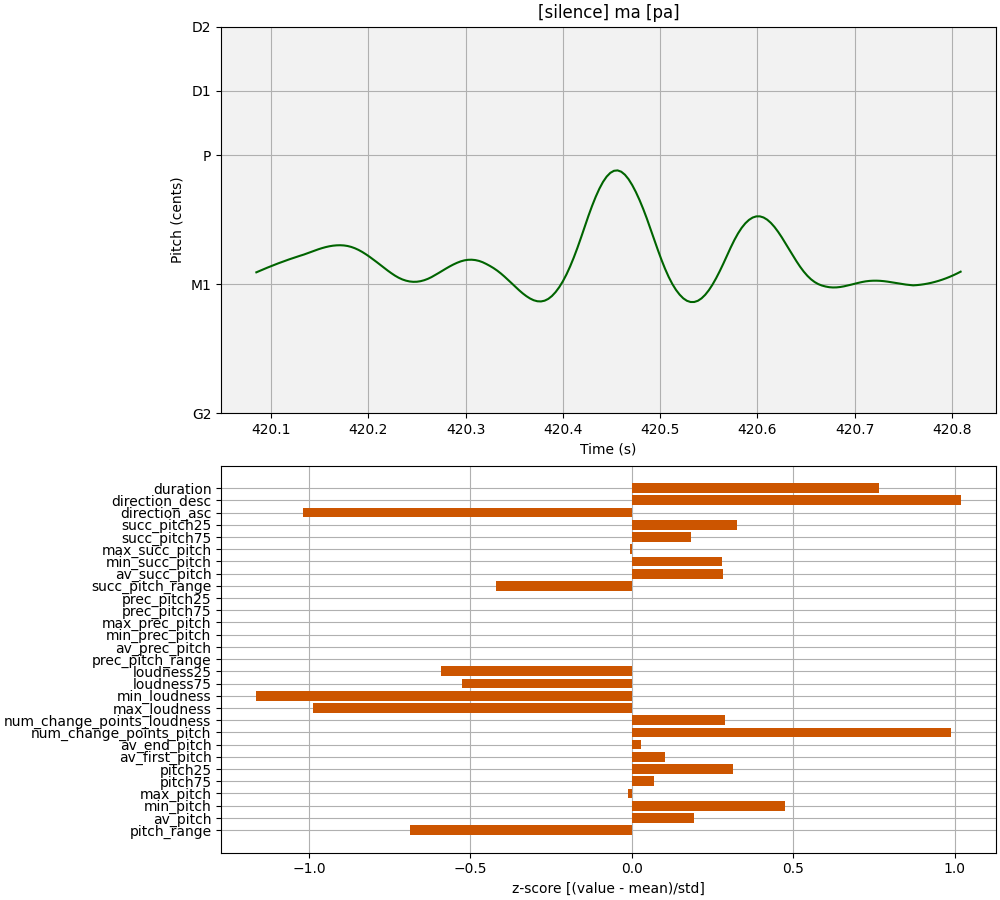 [silence] ma [pa]
D2
D1
P
M1
G2
Pitch (cents)
420.1 420.2 420.3 420.4 420.5 420.6 420.7 420.8
Time (s)
duration
direction_desc
direction_asc
succ_pitch25
succ_pitch75
max_succ_pitch
min_succ_pitch
av_succ_pitch
succ_pitch_range
prec_pitch25
prec_pitch75
max_prec_pitch
min_prec_pitch
av_prec_pitch
prec_pitch_range
loudness25
loudness75
min_loudness
max_loudness
num_change_points_loudness
num_change_points_pitch
av_end_pitch
av_first_pitch
pitch25
pitch75
max_pitch
min_pitch
av_pitch
pitch_range
−1.0 −0.5 0.0 0.5 1.0
z-score [(value - mean)/std]